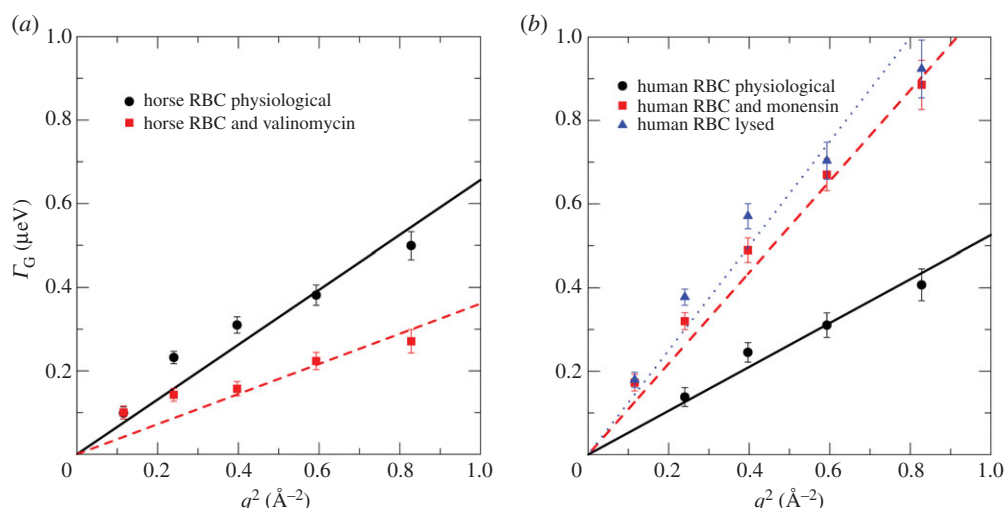 (a)
1.0
0.8
0.6
0.4
0.2
0
0.2
0.4
0.6
0.8
1.0
horse RBC physiological
horse RBC and valinomycin
ΓG (µeV)
q² (Å⁻²)
(b)
1.0
0.8
0.6
0.4
0.2
0
0.2
0.4
0.6
0.8
1.0
human RBC physiological
human RBC and monensin
human RBC lysed
q² (Å⁻²)